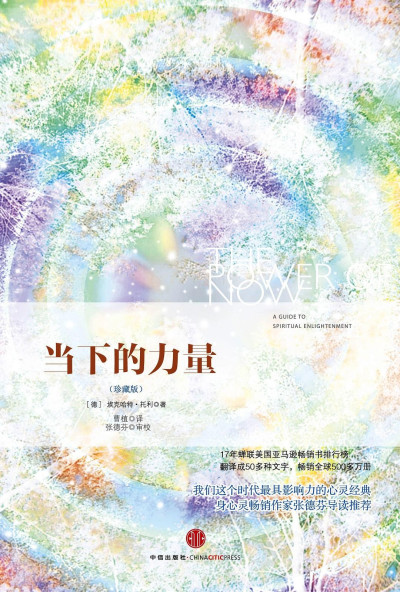 THE
POWER OF
NOW
A GUIDE TO
SPIRITUAL ENLIGHTENMENT
当下的力量
（珍藏版）
［德］埃克哈特·托利 著
曹植 译
张德芬 审校
17年蝉联美国亚马逊畅销书排行榜
翻译成50多种文字，畅销全球500多万册
我们这个时代最具影响力的心灵经典
身心灵畅销作家张德芬导读推荐
中信出版社·CHINACITICPRESS